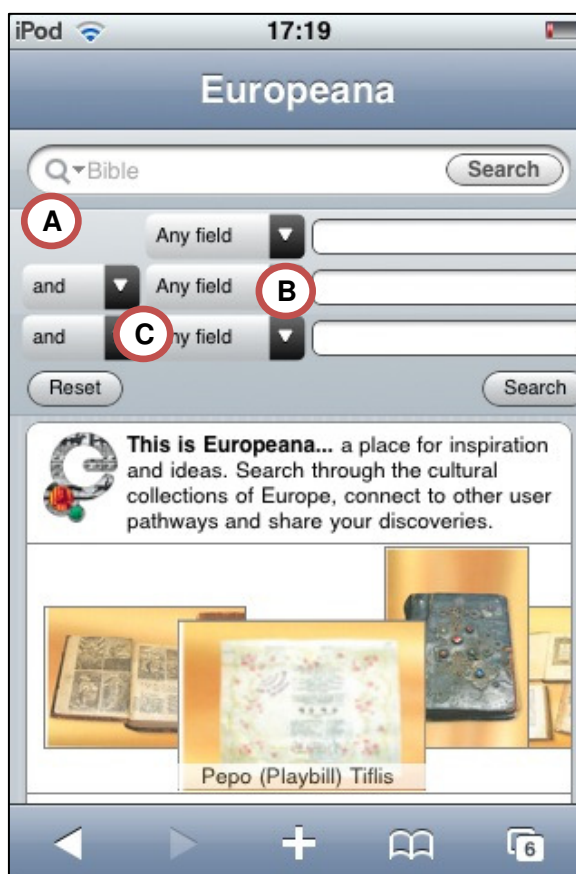 iPod 17:19
Europeana
Bible Search
A
Any field
and Any field B
and C ny field
Reset Search
This is Europeana... a place for inspiration
and ideas. Search through the cultural
collections of Europe, connect to other user
pathways and share your discoveries.
Pepo (Playbill) Tiflis
6